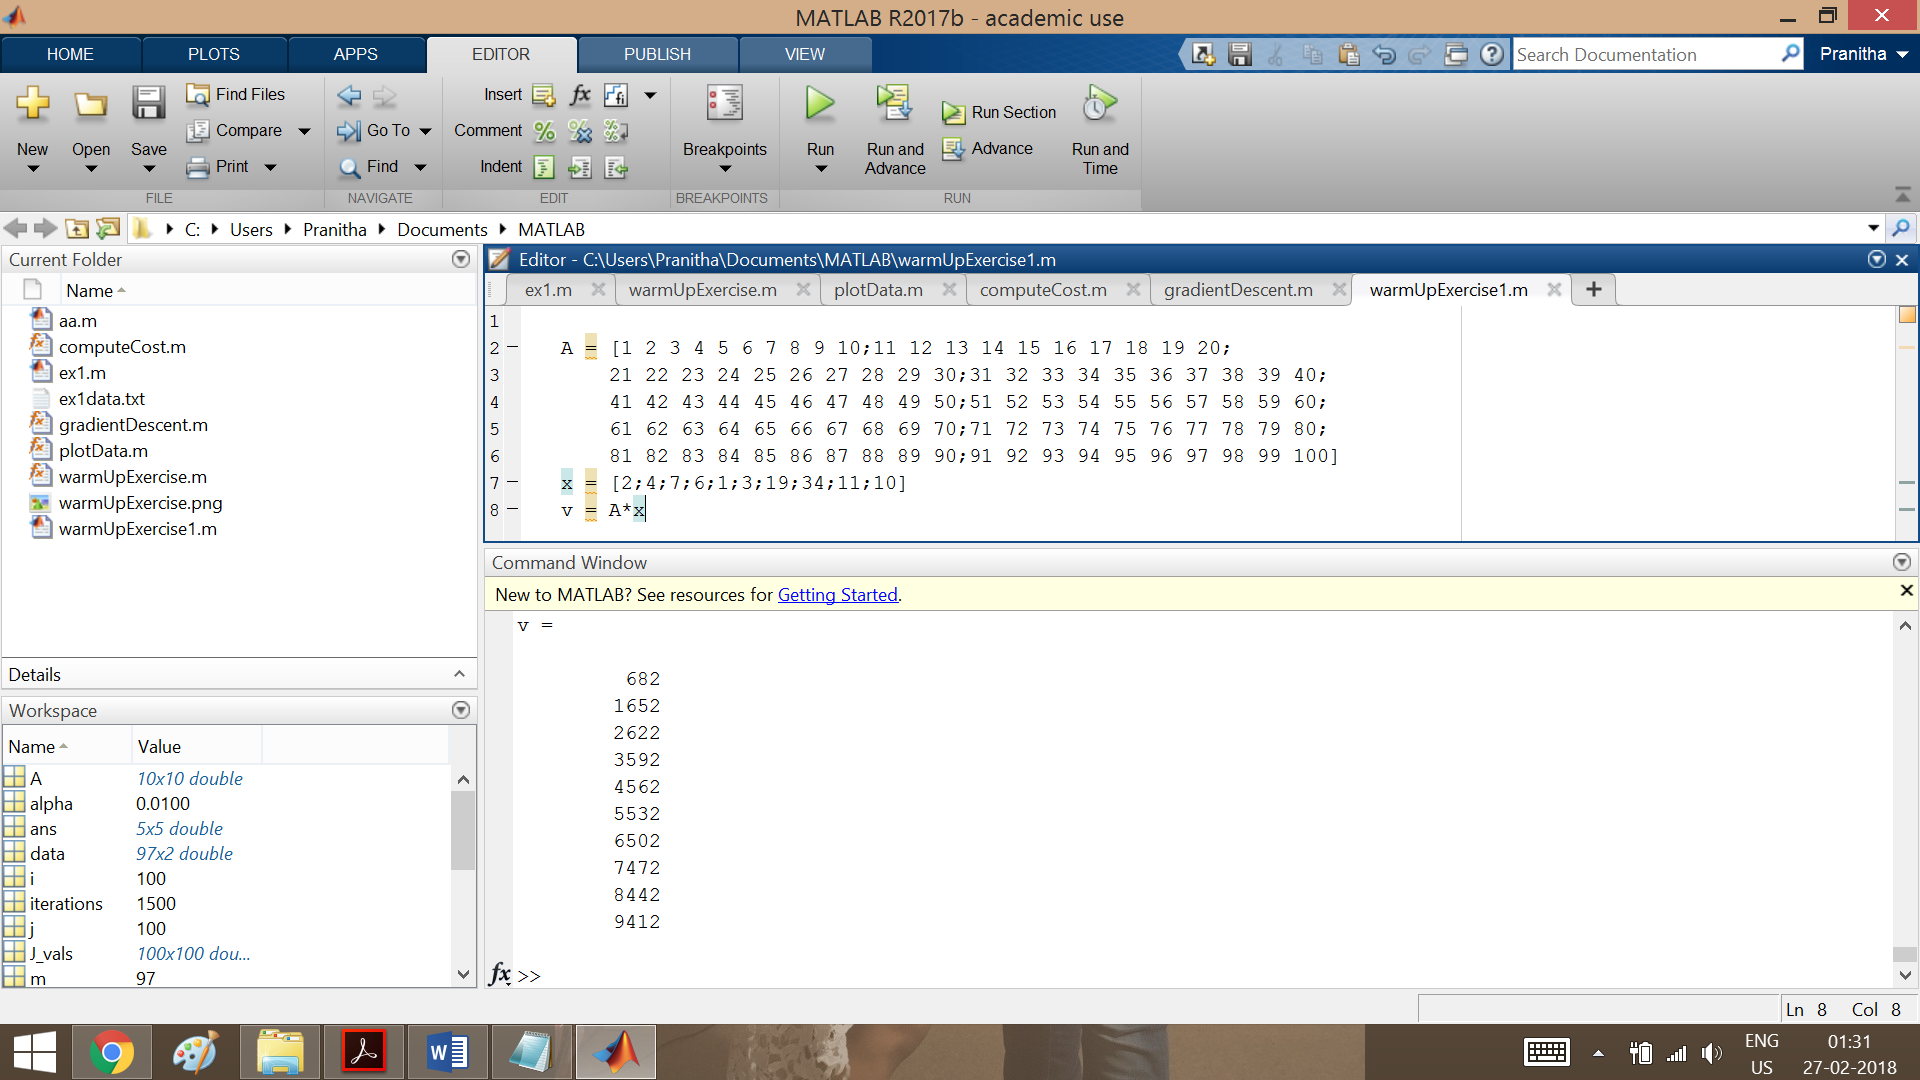 MATLAB R2017b - academic use
HOME PLOTS APPS EDITOR PUBLISH VIEW
Search Documentation
Pranitha
New
Open
Save
Find Files
Compare
Print
FILE
Go To
Find
NAVIGATE
Insert
Comment
Indent
EDIT
Breakpoints
BREAKPOINTS
Run
Run and
Advance
Run Section
Advance
Run and
Time
RUN
C: Users Pranitha Documents MATLAB
Current Folder
Name
aa.m
computeCost.m
ex1.m
ex1data.txt
gradientDescent.m
plotData.m
warmUpExercise.m
warmUpExercise.png
warmUpExercise1.m
Details
Workspace
Name Value
A 10x10 double
alpha 0.0100
ans 5x5 double
data 97x2 double
i 100
iterations 1500
j 100
J_vals 100x100 dou...
m 97
Editor - C:\Users\Pranitha\Documents\MATLAB\warmUpExercise1.m
ex1.m warmUpExercise.m plotData.m computeCost.m gradientDescent.m warmUpExercise1.m
1
2 A = [1 2 3 4 5 6 7 8 9 10;11 12 13 14 15 16 17 18 19 20;
3 21 22 23 24 25 26 27 28 29 30;31 32 33 34 35 36 37 38 39 40;
4 41 42 43 44 45 46 47 48 49 50;51 52 53 54 55 56 57 58 59 60;
5 61 62 63 64 65 66 67 68 69 70;71 72 73 74 75 76 77 78 79 80;
6 81 82 83 84 85 86 87 88 89 90;91 92 93 94 95 96 97 98 99 100]
7 x = [2;4;7;6;1;3;19;34;11;10]
8 v = A*x
Command Window
New to MATLAB? See resources for Getting Started.
v =
682
1652
2622
3592
4562
5532
6502
7472
8442
9412
fx >>
Ln 8 Col 8
ENG
US
01:31
27-02-2018